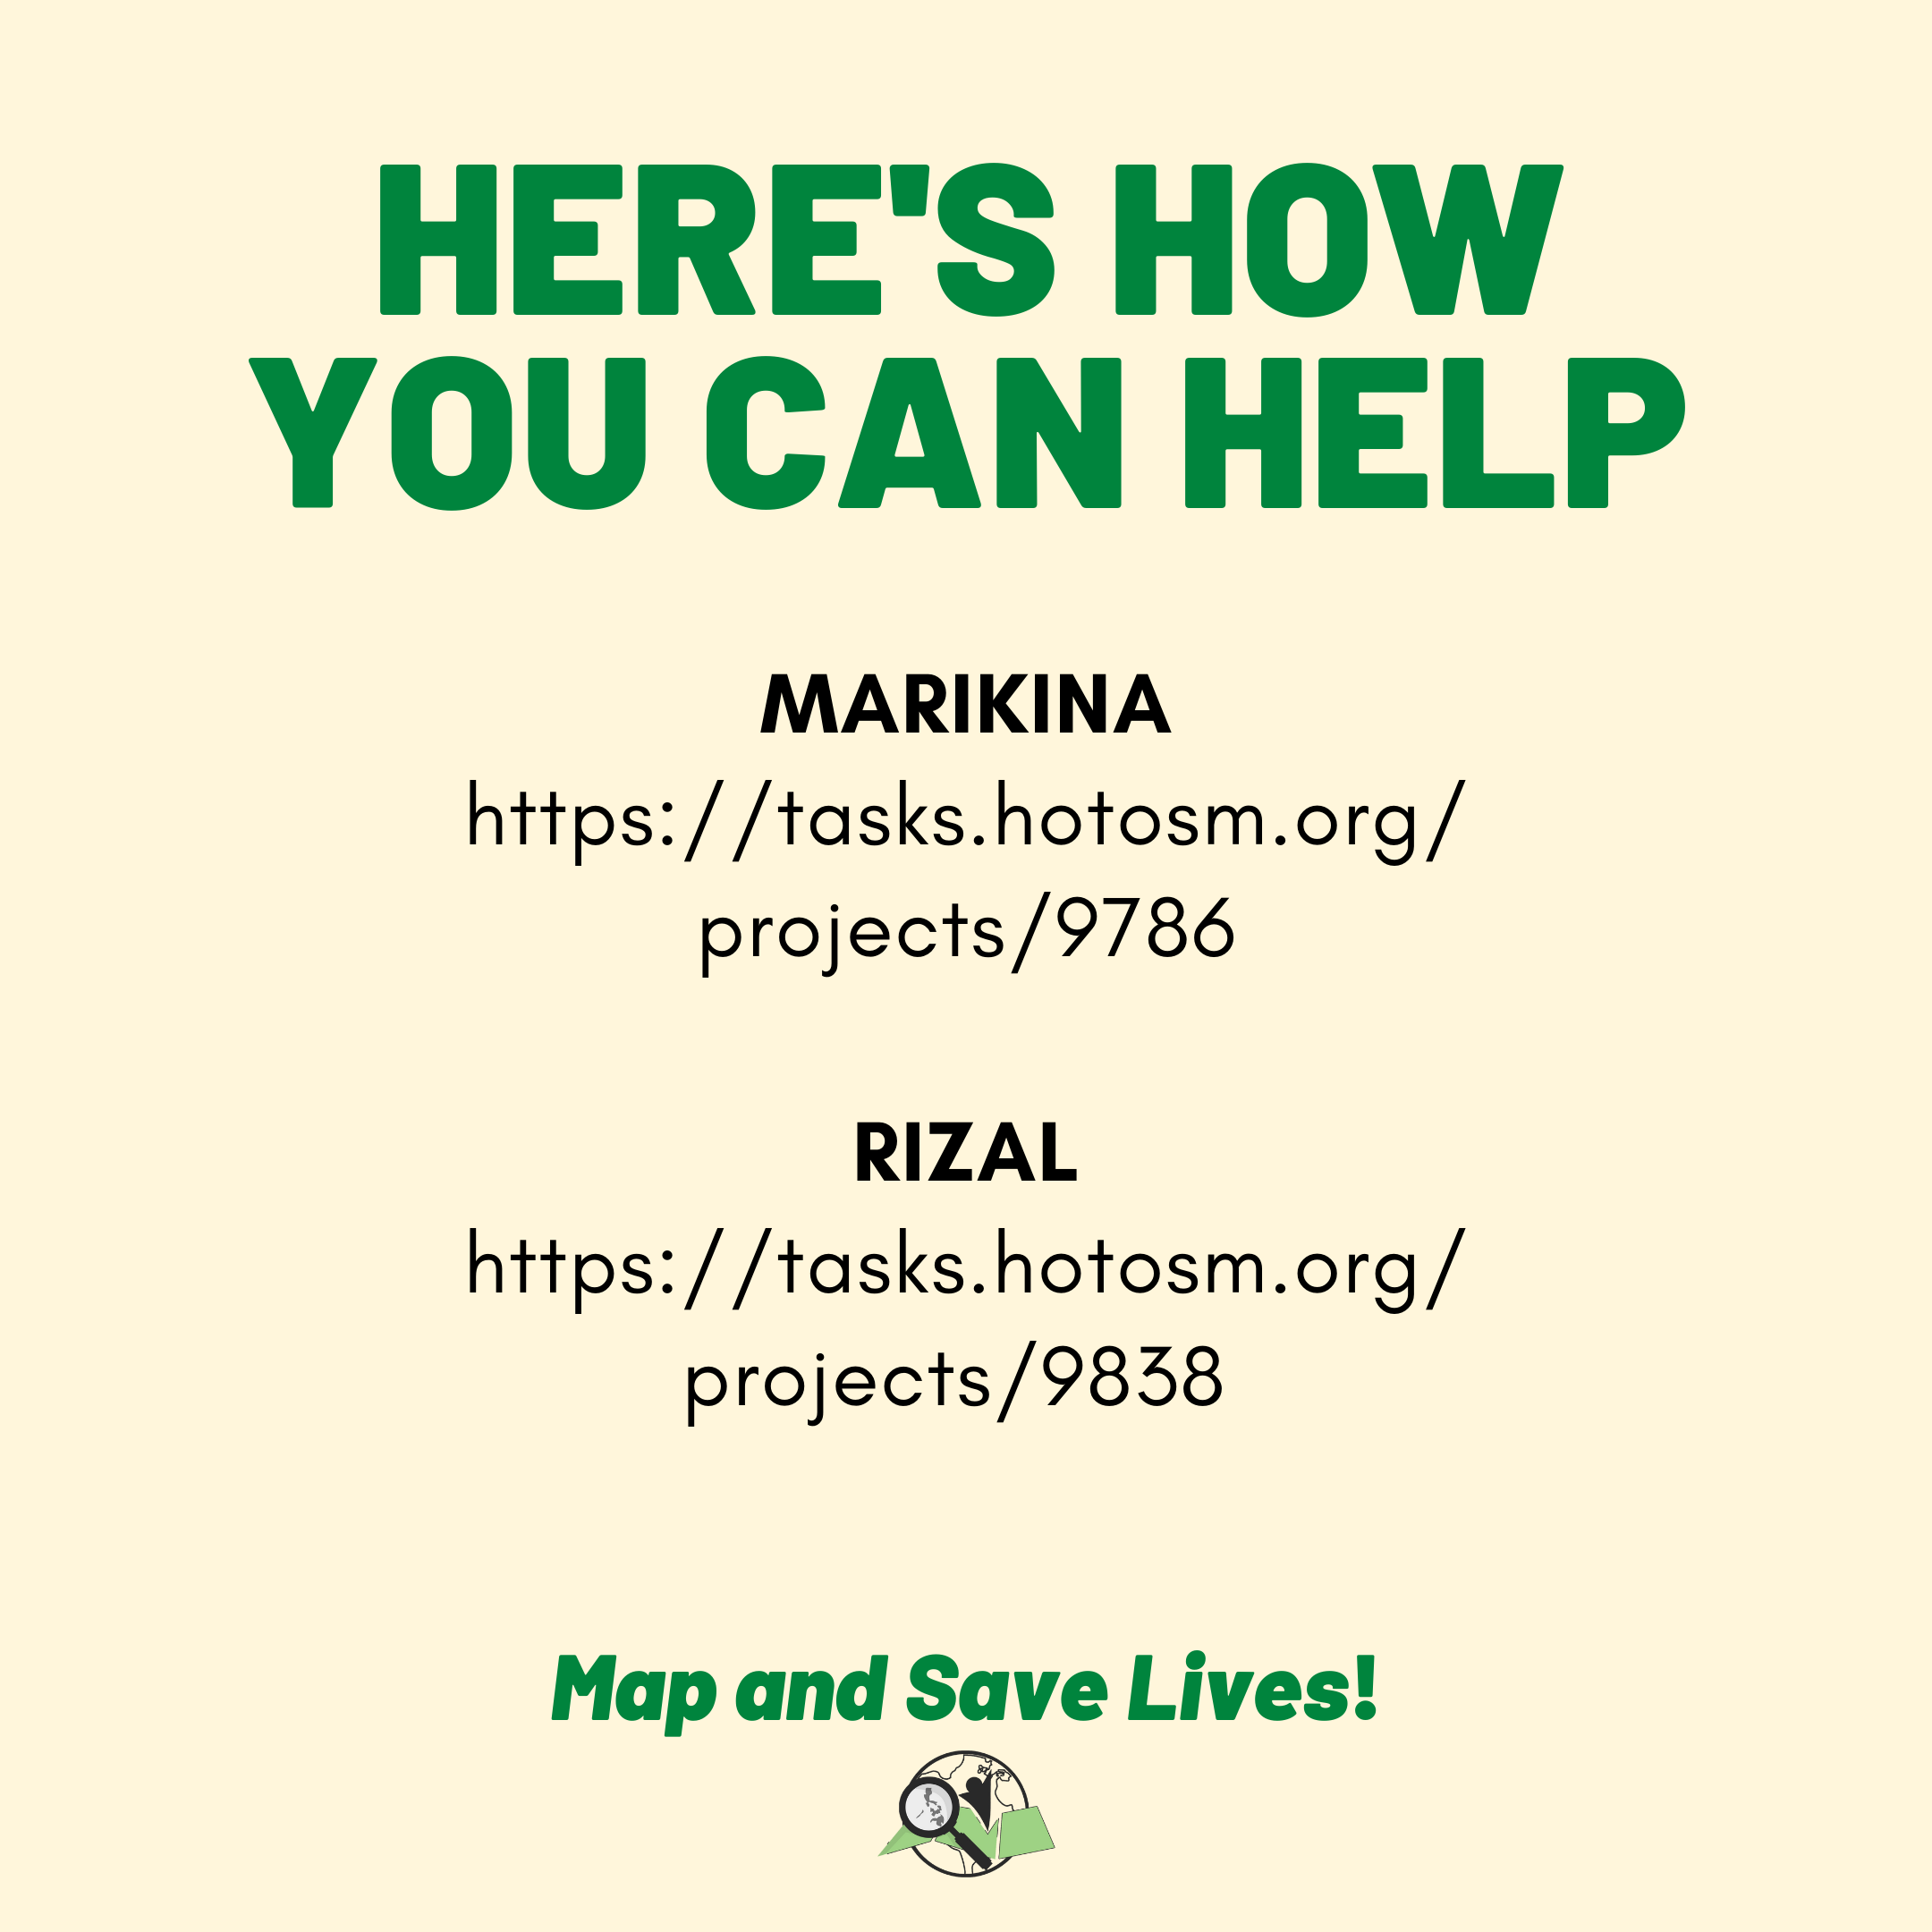 HERE'S HOW
YOU CAN HELP
MARIKINA
https://tasks.hotosm.org/
projects/9786
RIZAL
https://tasks.hotosm.org/
projects/9838
Map and Save Lives!